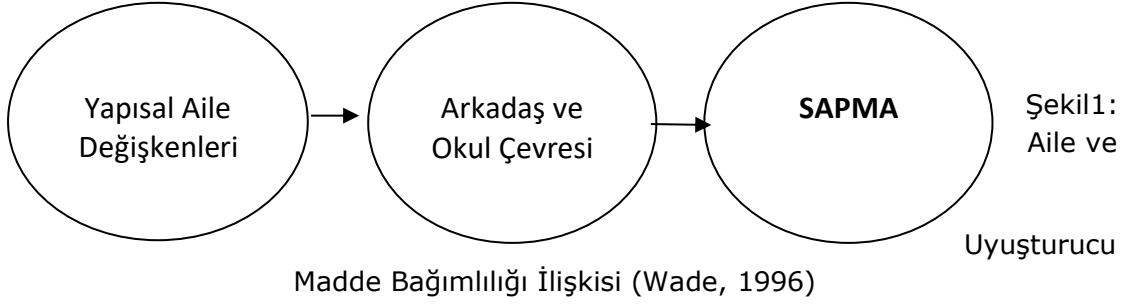 Yapısal Aile
Değişkenleri
Arkadaş ve
Okul Çevresi
SAPMA
Şekil1:
Aile ve
Uyuşturucu
Madde Bağımlılığı İlişkisi (Wade, 1996)